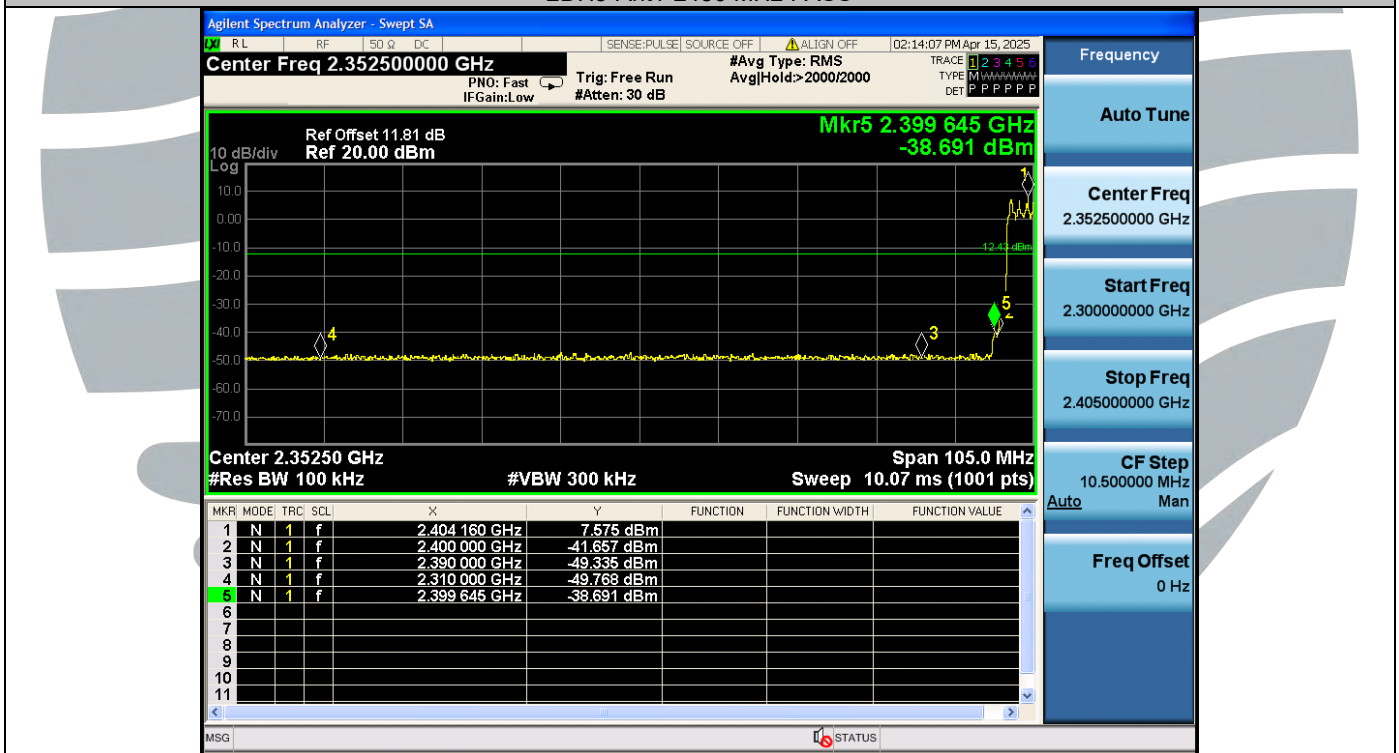 Agilent Spectrum Analyzer - Swept SA
LXI RL RF 50 Ω DC SENSE:PULSE SOURCE OFF ALIGN OFF 02:14:07 PM Apr 15, 2025
Center Freq 2.352500000 GHz
PNO: Fast
IFGain:Low
Trig: Free Run
#Atten: 30 dB
#Avg Type: RMS
Avg|Hold:>2000/2000
TRACE 1 2 3 4 5 6
TYPE M WWWWW
DET P P P P P P
Mkr5 2.399 645 GHz
-38.691 dBm
Ref Offset 11.81 dB
10 dB/div Ref 20.00 dBm
Log
10.0
0.00
-10.0
-20.0
-30.0
-40.0
-50.0
-60.0
-70.0
1
-12.43 dBm
5
2
4
3
Center 2.35250 GHz Span 105.0 MHz
#Res BW 100 kHz #VBW 300 kHz Sweep 10.07 ms (1001 pts)
MKR MODE TRC SCL X Y FUNCTION FUNCTION WIDTH FUNCTION VALUE
1 N 1 f 2.404 160 GHz 7.575 dBm
2 N 1 f 2.400 000 GHz -41.657 dBm
3 N 1 f 2.390 000 GHz -49.335 dBm
4 N 1 f 2.310 000 GHz -49.768 dBm
5 N 1 f 2.399 645 GHz -38.691 dBm
6
7
8
9
10
11
MSG STATUS
Frequency
Auto Tune
Center Freq
2.352500000 GHz
Start Freq
2.300000000 GHz
Stop Freq
2.405000000 GHz
CF Step
10.500000 MHz
Auto Man
Freq Offset
0 Hz